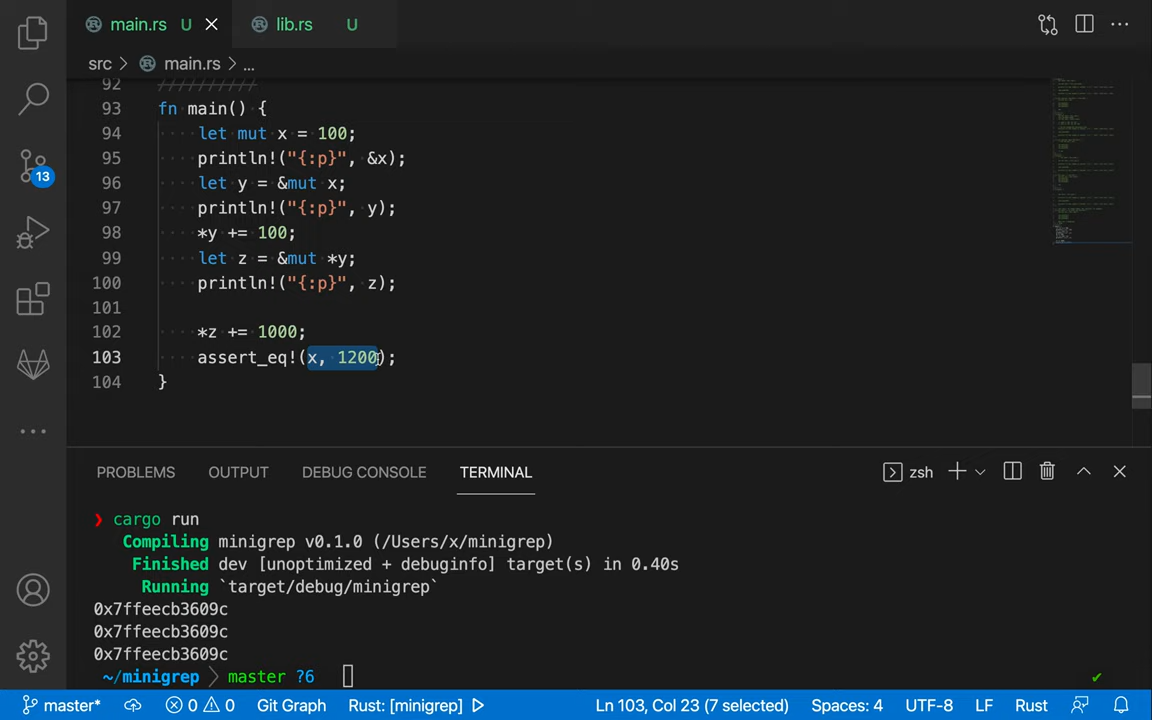 main.rs U lib.rs U
src > main.rs > ...
92 //////////
93 fn main() {
94 let mut x = 100;
95 println!("{:p}", &x);
96 let y = &mut x;
97 println!("{:p}", y);
98 *y += 100;
99 let z = &mut *y;
100 println!("{:p}", z);
101
102 *z += 1000;
103 assert_eq!(x, 1200);
104 }
13
PROBLEMS OUTPUT DEBUG CONSOLE TERMINAL zsh
❯ cargo run
Compiling minigrep v0.1.0 (/Users/x/minigrep)
Finished dev [unoptimized + debuginfo] target(s) in 0.40s
Running `target/debug/minigrep`
0x7ffeecb3609c
0x7ffeecb3609c
0x7ffeecb3609c
~/minigrep > master ?6 ✔
master* 0 0 Git Graph Rust: [minigrep] Ln 103, Col 23 (7 selected) Spaces: 4 UTF-8 LF Rust